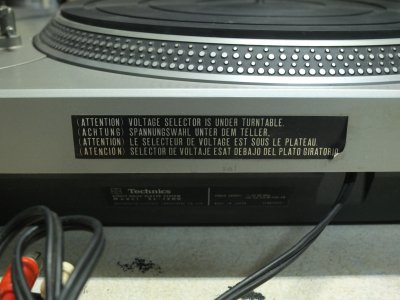 (ATTENTION) VOLTAGE SELECTOR IS UNDER TURNTABLE.
(ACHTUNG) SPANNUNGSWAHL UNTER DEM TELLER.
(ATTENTION) LE SELECTEUR DE VOLTAGE EST SOUS LE PLATEAU.
(ATENCION) SELECTOR DE VOLTAJE ESAT DEBAJO DEL PLATO GIRATORIO.
Technics